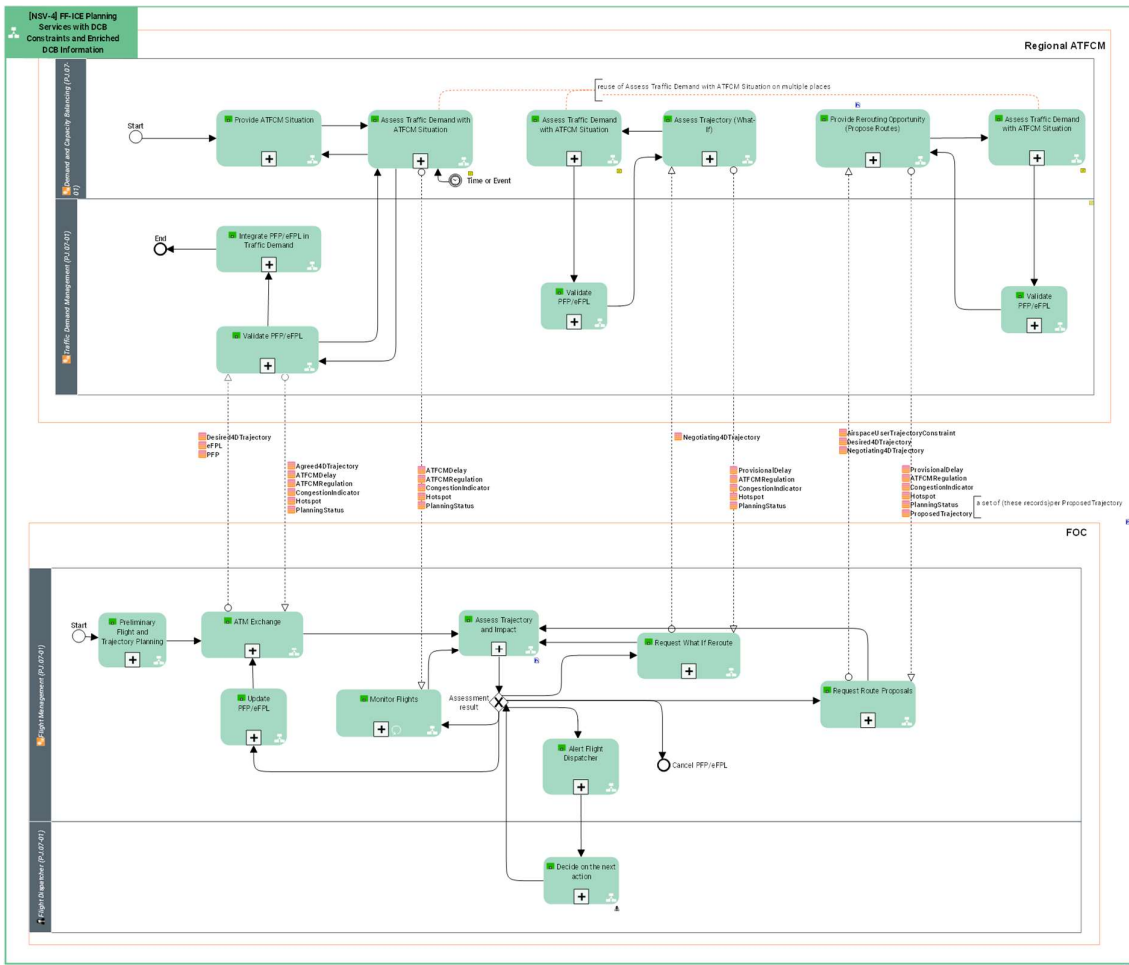 [NSV-4] FF-ICE Planning
Services with DCB
Constraints and Enriched
DCB Information
Regional ATFCM
Demand and Capacity Balancing (PJ.07-
01)
reuse of Assess Traffic Demand with ATFCM Situation on multiple places
Start
Provide ATFCM Situation
Assess Traffic Demand with
ATFCM Situation
Time or Event
Assess Traffic Demand
with ATFCM Situation
Assess Trajectory (What-
If)
Provide Rerouting Opportunity
(Propose Routes)
Assess Traffic Demand
with ATFCM Situation
Traffic Demand Management (PJ.07-01)
End
Integrate PFP/eFPL in
Traffic Demand
Validate PFP/eFPL
Validate
PFP/eFPL
Validate
PFP/eFPL
Desired4DTrajectory
eFPL
PFP
Agreed4DTrajectory
ATFCMDelay
ATFCMRegulation
CongestionIndicator
Hotspot
PlanningStatus
ATFCMDelay
ATFCMRegulation
CongestionIndicator
Hotspot
PlanningStatus
Negotiating4DTrajectory
ProvisionalDelay
ATFCMRegulation
CongestionIndicator
Hotspot
PlanningStatus
AirspaceUserTrajectoryConstraint
Desired4DTrajectory
Negotiating4DTrajectory
ProvisionalDelay
ATFCMRegulation
CongestionIndicator
Hotspot
PlanningStatus
ProposedTrajectory
a set of (these records)per ProposedTrajectory
FOC
Flight Management (PJ.07-01)
Start
Preliminary
Flight and
Trajectory Planning
ATM Exchange
Assess Trajectory
and Impact
Request What If Reroute
Update
PFP/eFPL
Monitor Flights
Assessment
result
Request Route Proposals
Alert Flight
Dispatcher
Cancel PFP/eFPL
Flight Dispatcher (PJ.07-01)
Decide on the next
action